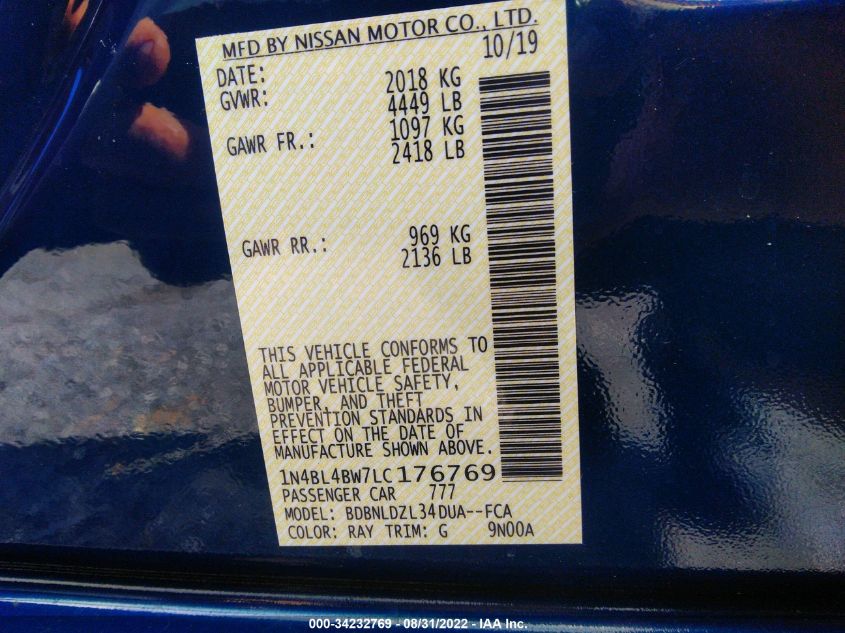 MFD BY NISSAN MOTOR CO., LTD.
DATE: 10/19
GVWR: 2018 KG
4449 LB
GAWR FR.: 1097 KG
2418 LB
GAWR RR.: 969 KG
2136 LB
THIS VEHICLE CONFORMS TO
ALL APPLICABLE FEDERAL
MOTOR VEHICLE SAFETY,
BUMPER, AND THEFT
PREVENTION STANDARDS IN
EFFECT ON THE DATE OF
MANUFACTURE SHOWN ABOVE.
1N4BL4BW7LC176769
PASSENGER CAR 777
MODEL: BDBNLDZL34DUA--FCA
COLOR: RAY TRIM: G 9N00A
000-34232769 - 08/31/2022 - IAA Inc.